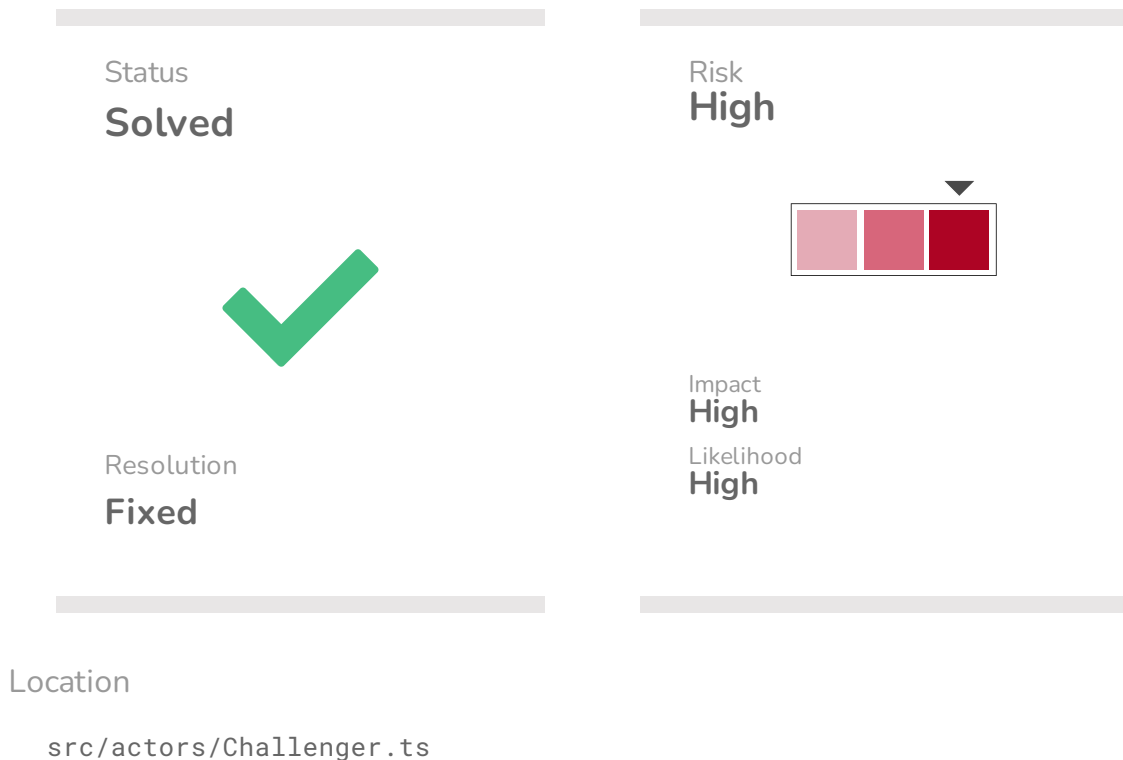 Status
Solved
Resolution
Fixed
Risk
High
Impact
High
Likelihood
High
Location
src/actors/Challenger.ts